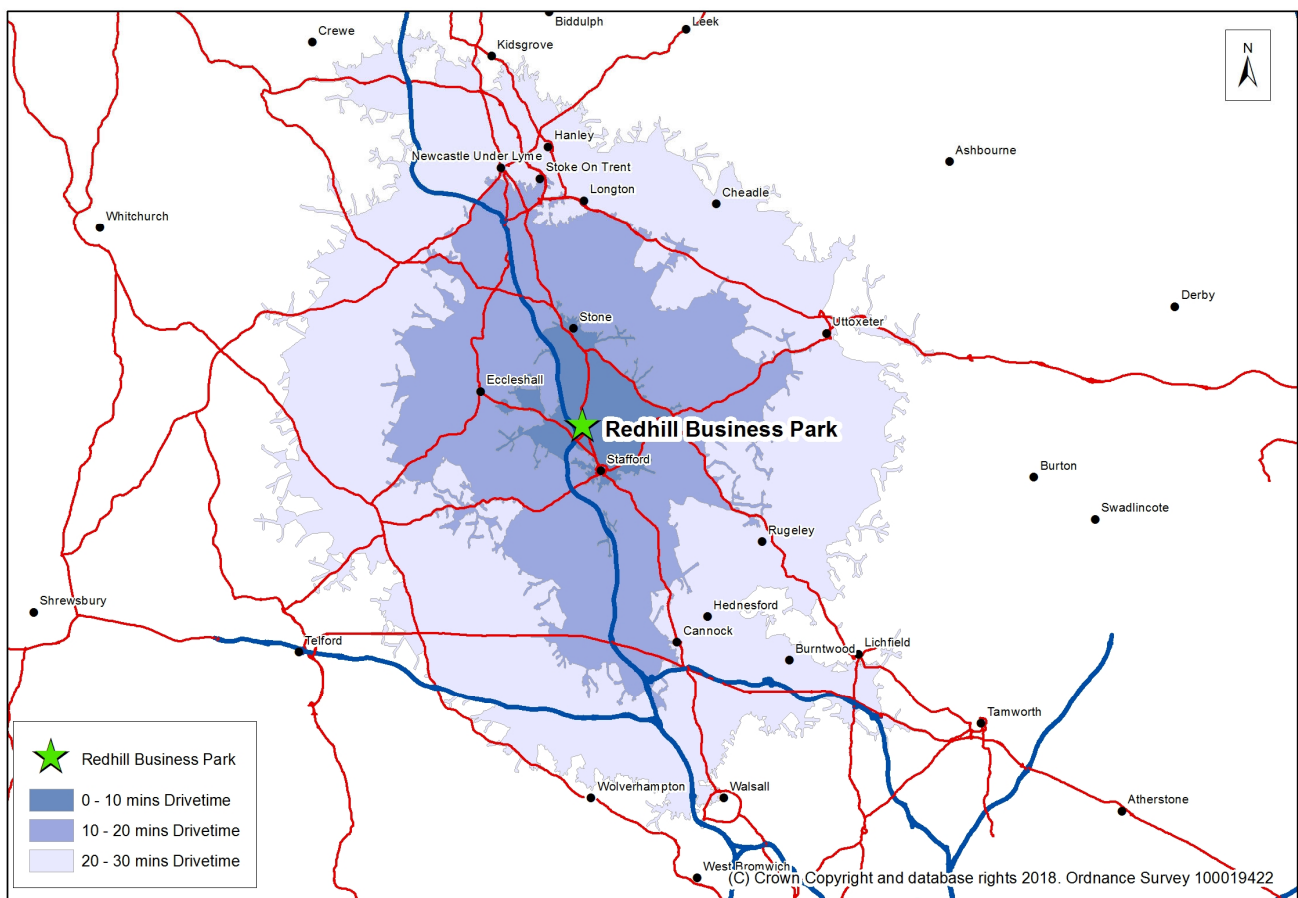 Biddulph
Leek
Crewe
Kidsgrove
N
Hanley
Newcastle Under Lyme
Ashbourne
Stoke On Trent
Longton
Cheadle
Whitchurch
Derby
Stone
Uttoxeter
Eccleshall
Redhill Business Park
Stafford
Burton
Swadlincote
Rugeley
Shrewsbury
Hednesford
Cannock
Telford
Burntwood
Lichfield
Tamworth
Redhill Business Park
0 - 10 mins Drivetime
10 - 20 mins Drivetime
20 - 30 mins Drivetime
Wolverhampton
Walsall
Atherstone
West Bromwich
(C) Crown Copyright and database rights 2018. Ordnance Survey 100019422